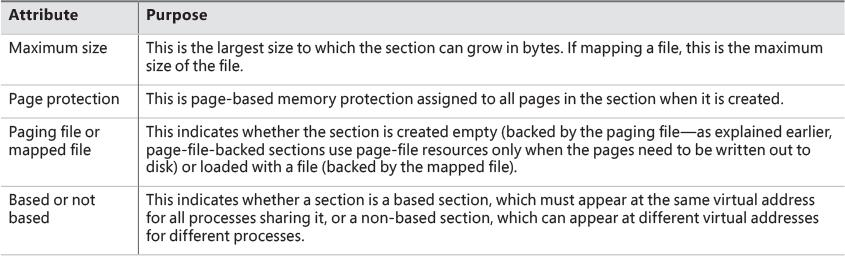 Attribute Purpose
Maximum size This is the largest size to which the section can grow in bytes. If mapping a file, this is the maximum
size of the file.
Page protection This is page-based memory protection assigned to all pages in the section when it is created.
Paging file or This indicates whether the section is created empty (backed by the paging file—as explained earlier,
mapped file page-file-backed sections use page-file resources only when the pages need to be written out to
disk) or loaded with a file (backed by the mapped file).
Based or not This indicates whether a section is a based section, which must appear at the same virtual address
based for all processes sharing it, or a non-based section, which can appear at different virtual addresses
for different processes.